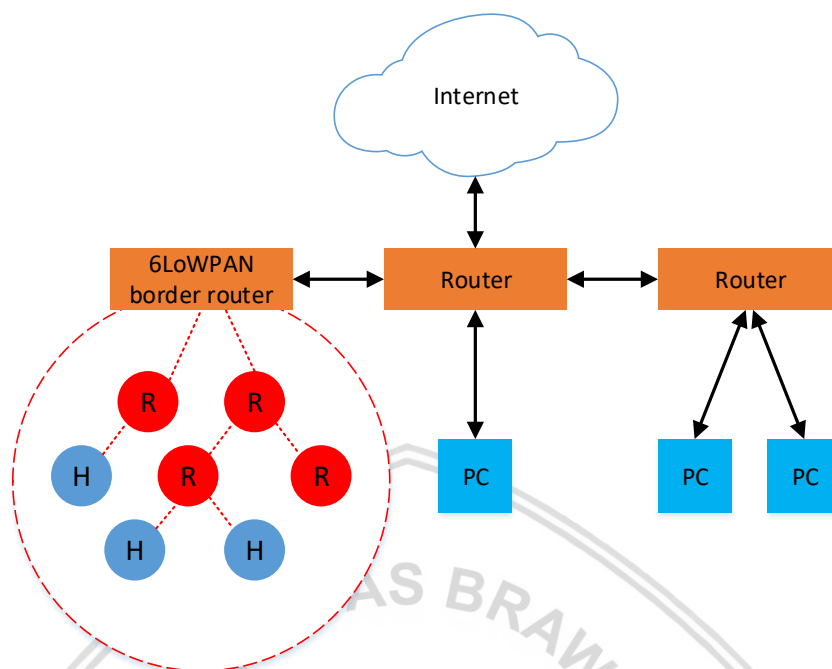 Internet
6LoWPAN
border router
Router
Router
R
R
H
R
R
PC
PC
PC
H
H
AS BRAW